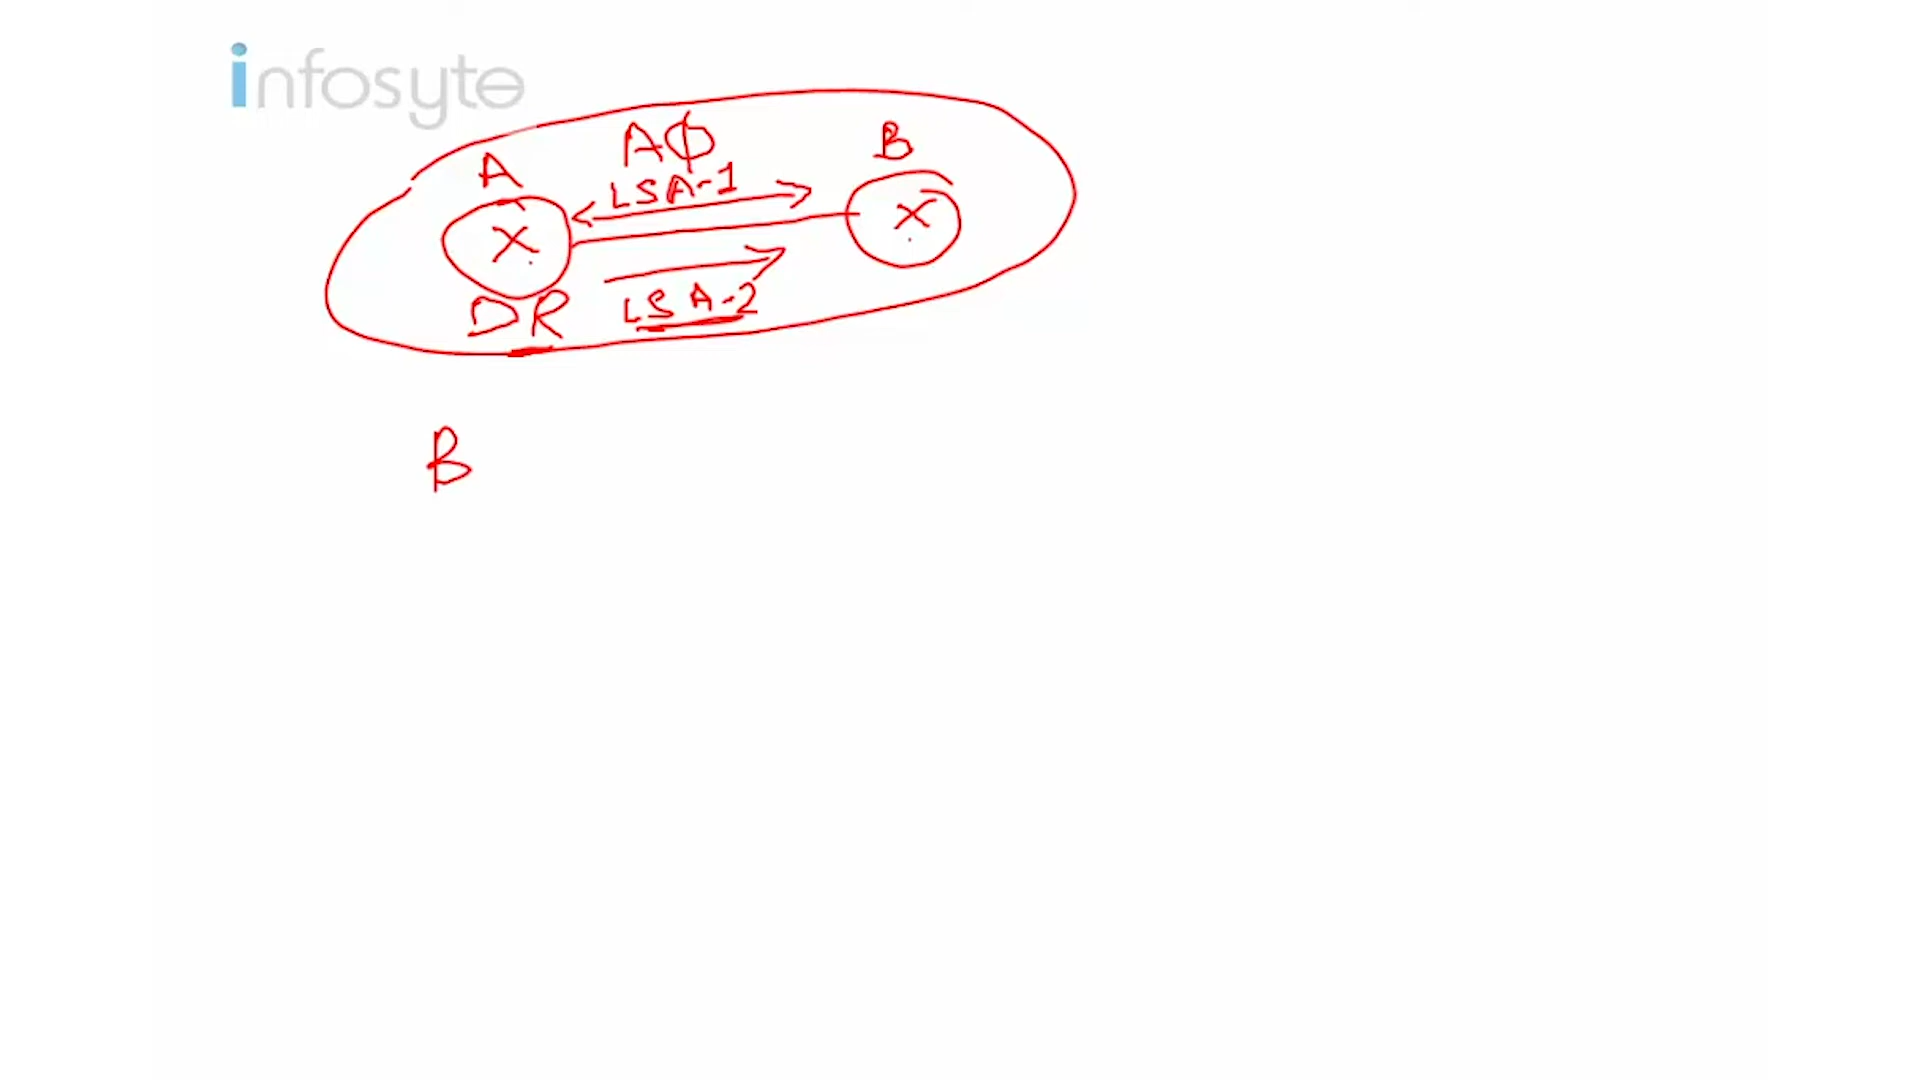 infosyte
AΦ
B
A
LSA-1
X
X
DR
LSA-2
B